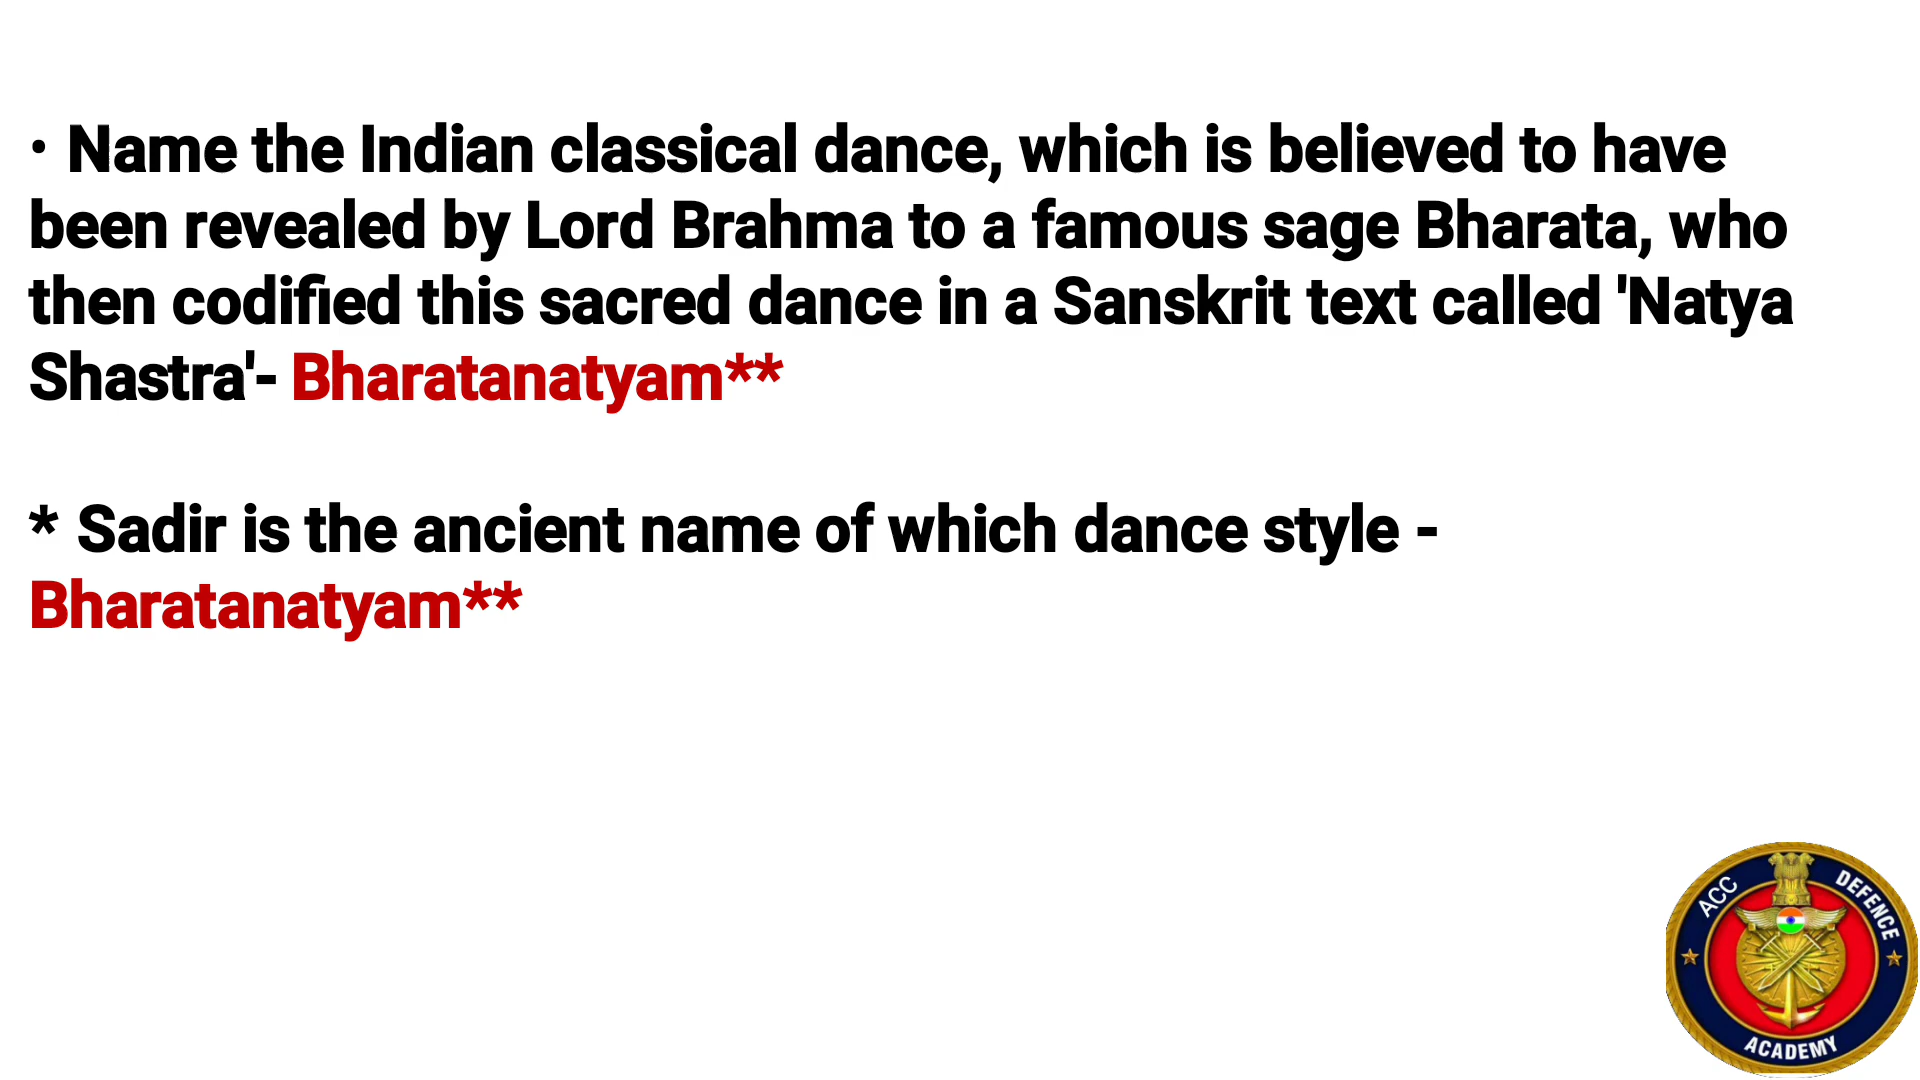 • Name the Indian classical dance, which is believed to have
been revealed by Lord Brahma to a famous sage Bharata, who
then codified this sacred dance in a Sanskrit text called 'Natya
Shastra'- Bharatanatyam**
* Sadir is the ancient name of which dance style -
Bharatanatyam**
ACC DEFENCE
ACADEMY